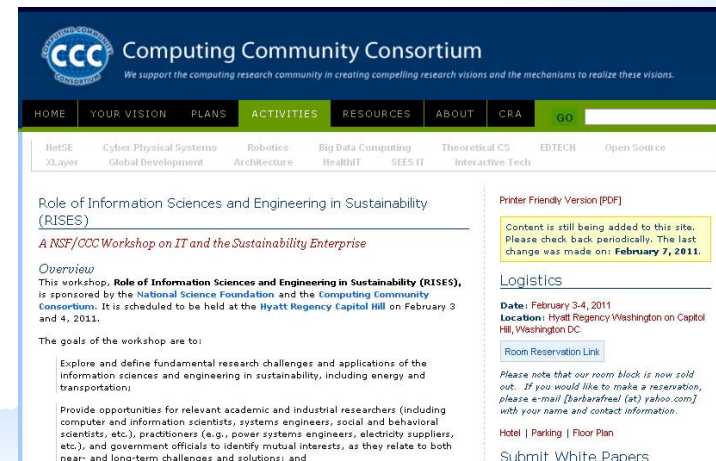 COMPUTING COMMUNITY
CCC
CONSORTIUM
Computing Community Consortium
We support the computing research community in creating compelling research visions and the mechanisms to realize these visions.
HOME YOUR VISION PLANS ACTIVITIES RESOURCES ABOUT CRA GO
NetSE Cyber Physical Systems Robotics Big Data Computing Theoretical CS EDTECH Open Source
XLayer Global Development Architecture HealthIT SEES IT Interactive Tech
Role of Information Sciences and Engineering in Sustainability
(RISES)
A NSF/CCC Workshop on IT and the Sustainability Enterprise
Overview
This workshop, Role of Information Sciences and Engineering in Sustainability (RISES),
is sponsored by the National Science Foundation and the Computing Community
Consortium. It is scheduled to be held at the Hyatt Regency Capitol Hill on February 3
and 4, 2011.
The goals of the workshop are to:
Explore and define fundamental research challenges and applications of the
information sciences and engineering in sustainability, including energy and
transportation;
Provide opportunities for relevant academic and industrial researchers (including
computer and information scientists, systems engineers, social and behavioral
scientists, etc.), practitioners (e.g., power systems engineers, electricity suppliers,
etc.), and government officials to identify mutual interests, as they relate to both
near- and long-term challenges and solutions; and
Printer Friendly Version [PDF]
Content is still being added to this site.
Please check back periodically. The last
change was made on: February 7, 2011.
Logistics
Date: February 3-4, 2011
Location: Hyatt Regency Washington on Capitol
Hill, Washington DC
Room Reservation Link
Please note that our room block is now sold
out. If you would like to make a reservation,
please e-mail [barbarafreel (at) yahoo.com]
with your name and contact information.
Hotel | Parking | Floor Plan
Submit White Papers